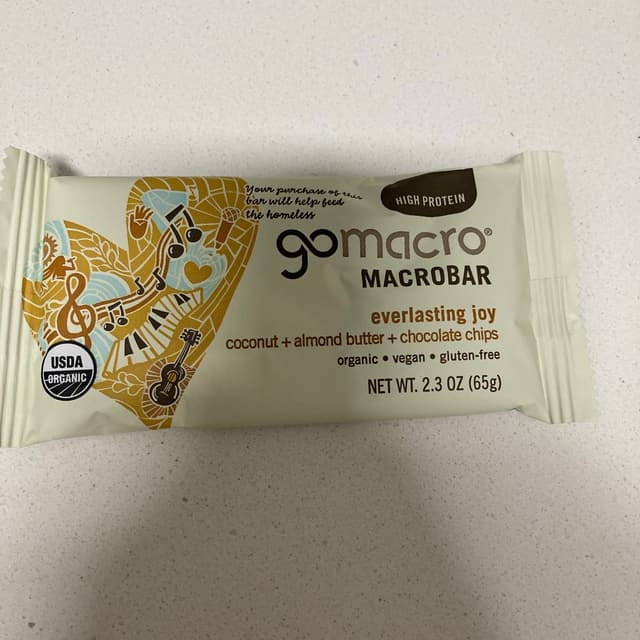 Your purchase of this
bar will help feed
the homeless
HIGH PROTEIN
gomacro®
MACROBAR
everlasting joy
coconut + almond butter + chocolate chips
organic • vegan • gluten-free
NET WT. 2.3 OZ (65g)
USDA
ORGANIC